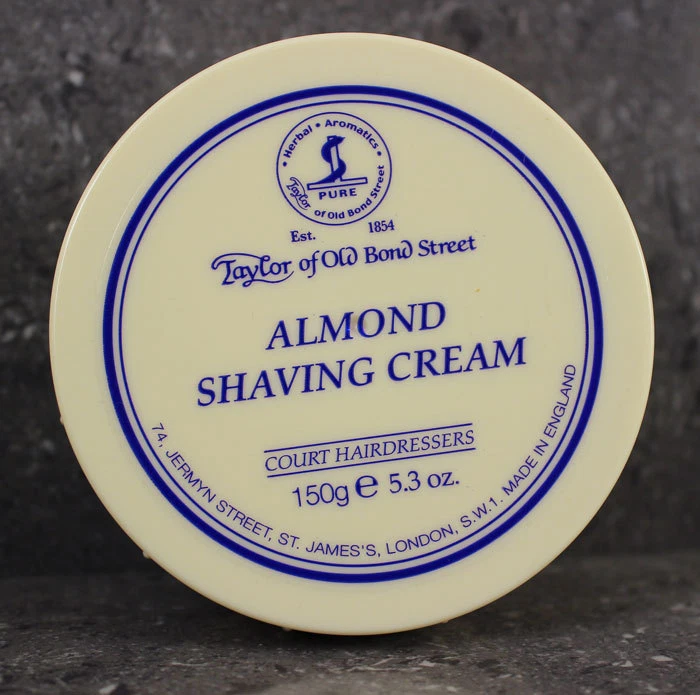 Herbal • Aromatics
PURE
Taylor of Old Bond Street
Est. 1854
Taylor of Old Bond Street
ALMOND
SHAVING CREAM
COURT HAIRDRESSERS
150g e 5.3 oz.
74, JERMYN STREET, ST. JAMES'S, LONDON, S.W.1. MADE IN ENGLAND